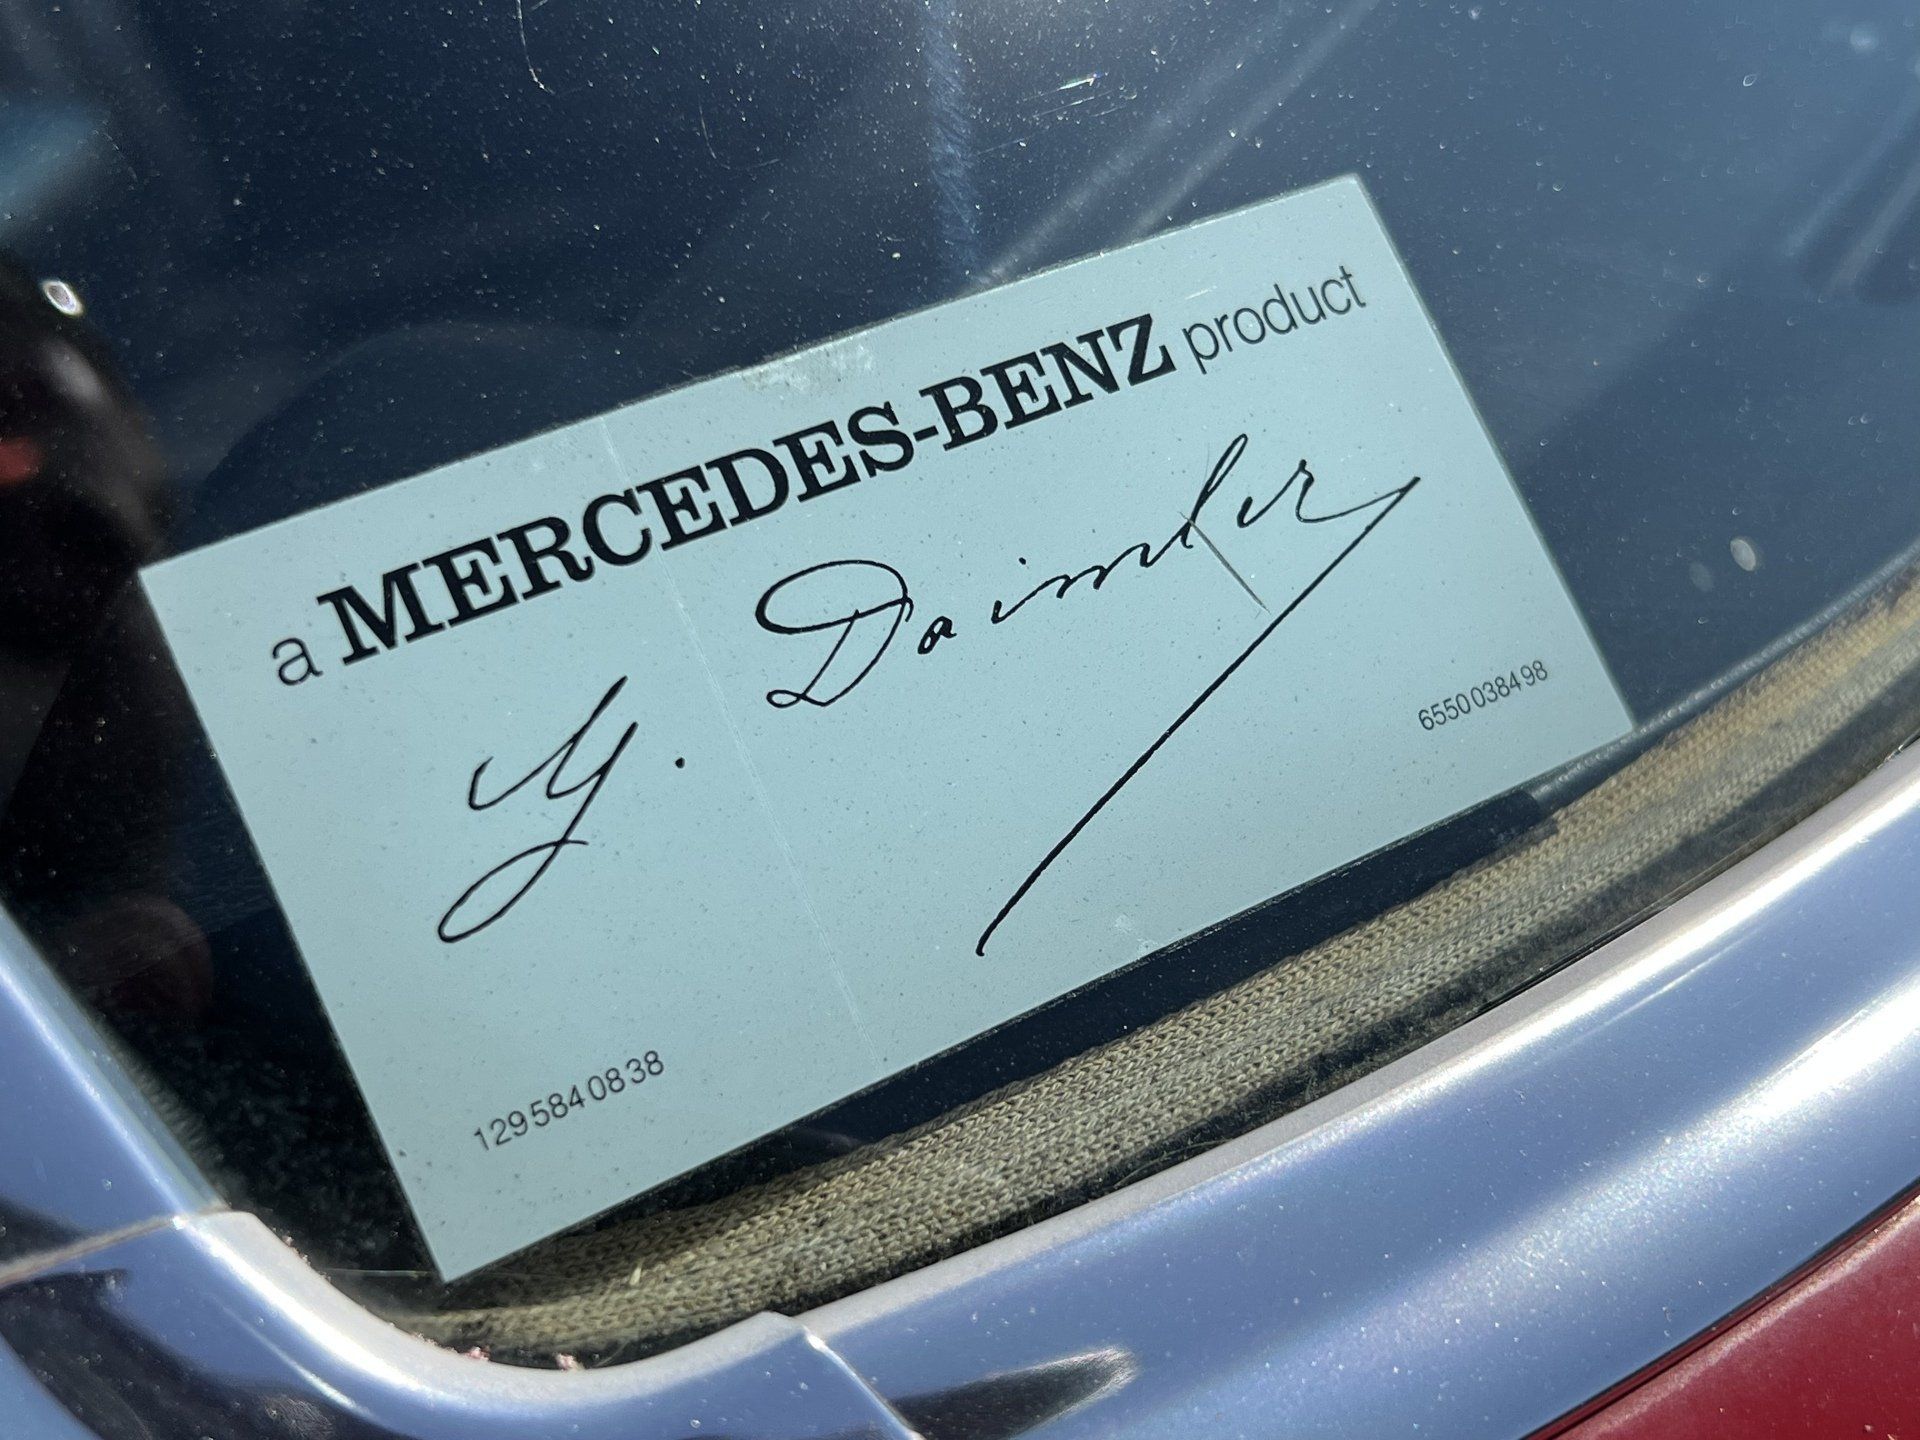 a MERCEDES-BENZ product
G. Daimler
6550038498
1295840838